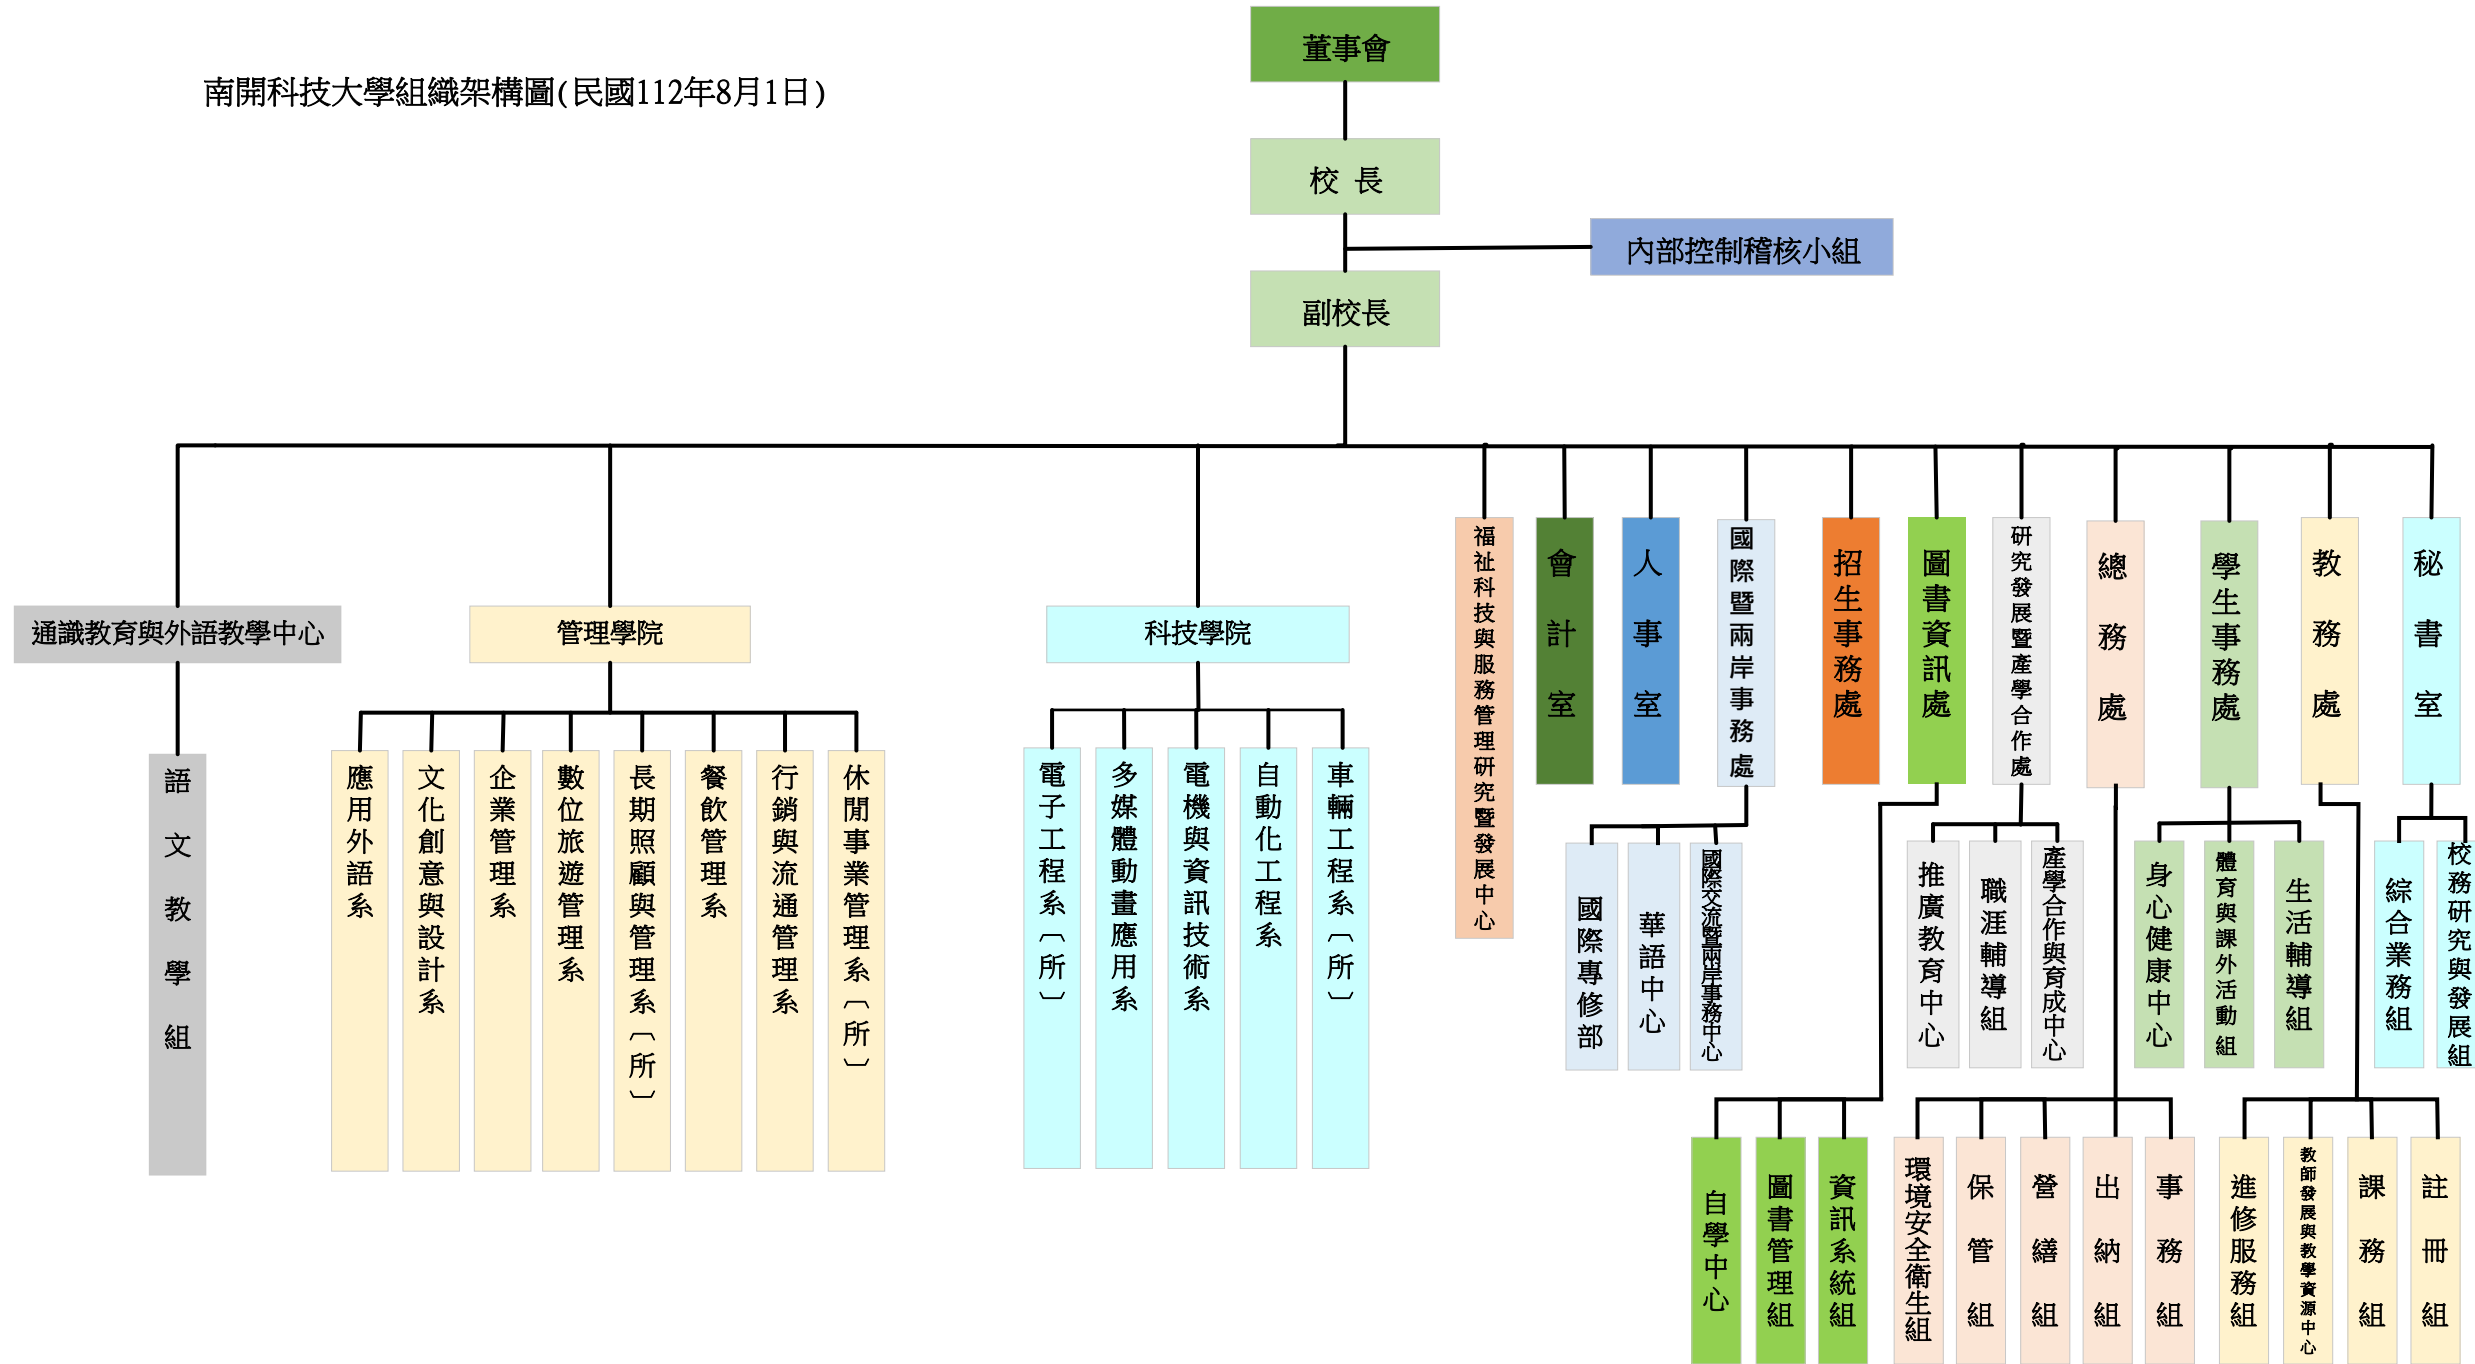 董事會
南開科技大學組織架構圖(民國112年8月1日)
校 長
內部控制稽核小組
副校長
通識教育與外語教學中心
管理學院
科技學院
福祉科技與服務管理研究暨發展中心
會計室
人事室
國際暨兩岸事務處
招生事務處
圖書資訊處
研究發展暨產學合作處
總務處
學生事務處
教務處
秘書室
語文教學組
應用外語系
文化創意與設計系
企業管理系
數位旅遊管理系
長期照顧與管理系〔所〕
餐飲管理系
行銷與流通管理系
休閒事業管理系〔所〕
電子工程系〔所〕
多媒體動畫應用系
電機與資訊技術系
自動化工程系
車輛工程系〔所〕
國際專修部
華語中心
國際交流暨兩岸事務中心
推廣教育中心
職涯輔導組
產學合作與育成中心
身心健康中心
體育與課外活動組
生活輔導組
綜合業務組
校務研究與發展組
自學中心
圖書管理組
資訊系統組
環境安全衛生組
保管組
營繕組
出納組
事務組
進修服務組
教師發展與教學資源中心
課務組
註冊組